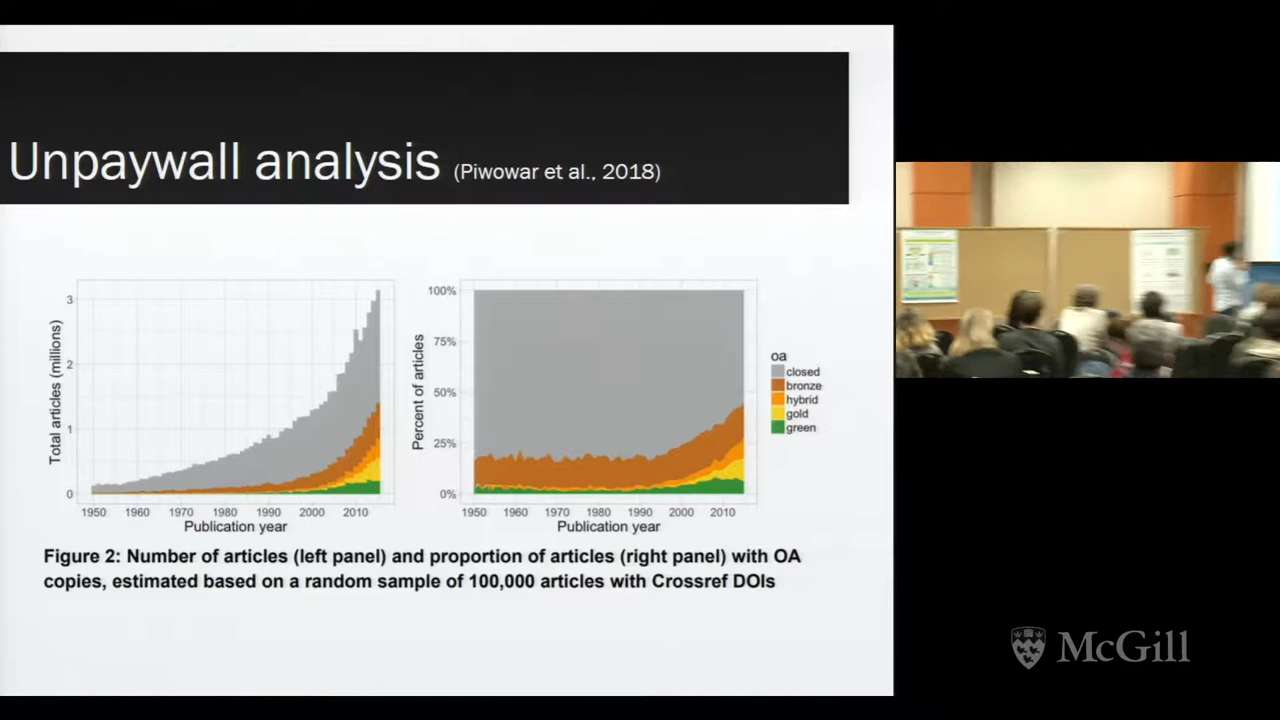 Unpaywall analysis (Piwowar et al., 2018)
Total articles (millions)
3
2
1
0
1950 1960 1970 1980 1990 2000 2010
Publication year
Percent of articles
100%
75%
50%
25%
0%
1950 1960 1970 1980 1990 2000 2010
Publication year
oa
closed
bronze
hybrid
gold
green
Figure 2: Number of articles (left panel) and proportion of articles (right panel) with OA
copies, estimated based on a random sample of 100,000 articles with Crossref DOIs
McGill